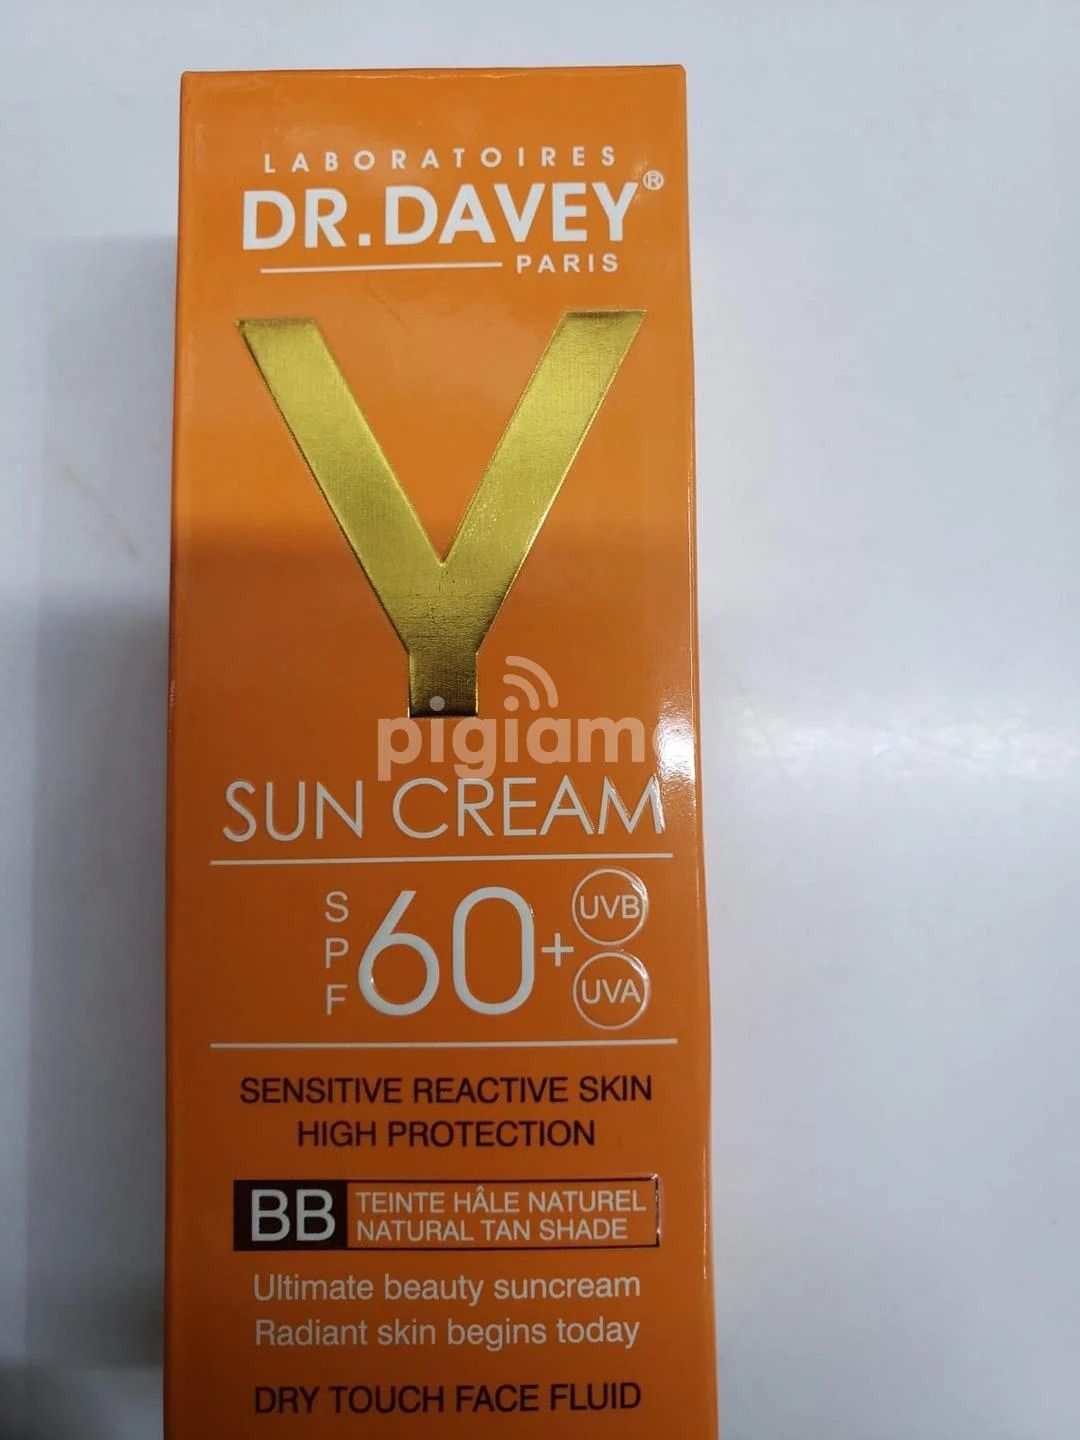 LABORATOIRES
DR.DAVEY®
PARIS
Y
pigiame
SUN CREAM
SPF 60+ UVB
UVA
SENSITIVE REACTIVE SKIN
HIGH PROTECTION
BB TEINTE HÂLE NATUREL
NATURAL TAN SHADE
Ultimate beauty suncream
Radiant skin begins today
DRY TOUCH FACE FLUID